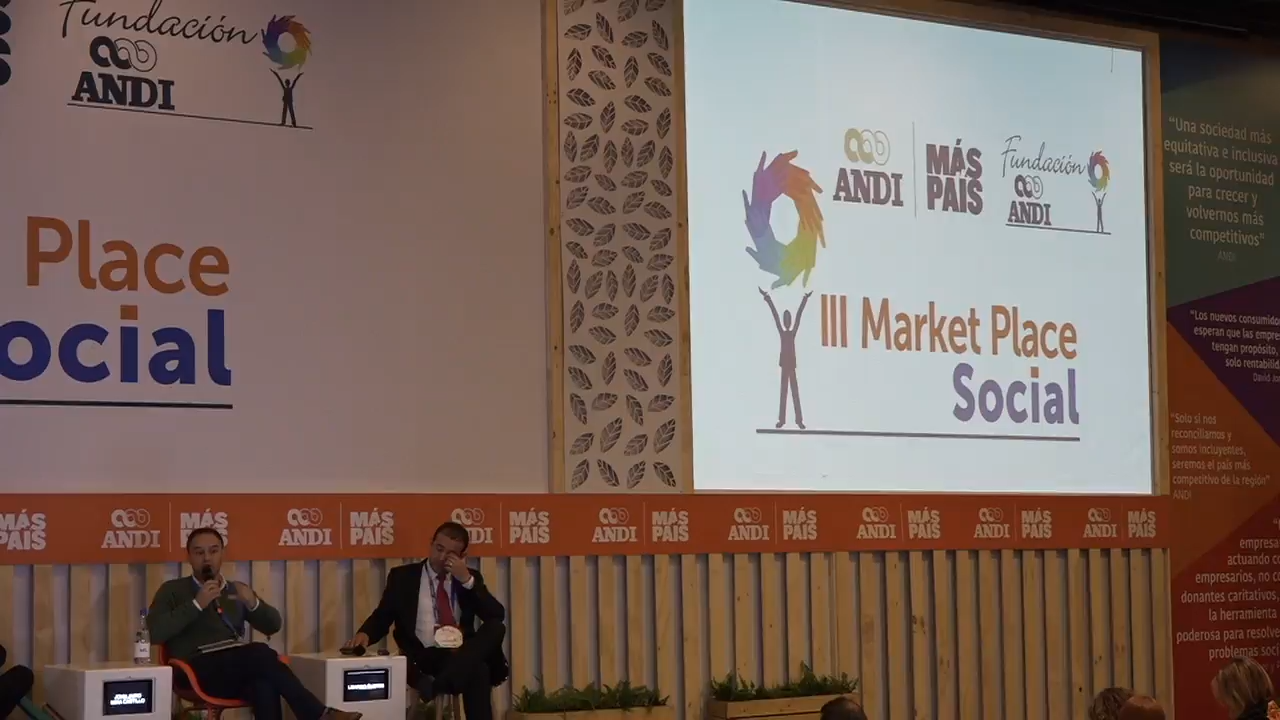 Fundación
ANDI
Place
ocial
ANDI
MÁS
PAÍS
Fundación
ANDI
III Market Place
Social
"Una sociedad más
equitativa e inclusiva
será la oportunidad
para crecer y
volvernos más
competitivos"
ANDI
"Los nuevos consumido
esperan que las empre
tengan propósito,
solo rentabilid
"Solo si nos
reconciliamos y
somos incluyentes,
seremos el país más
competitivo de la región"
ANDI
empresa
actuando co
empresarios, no co
donantes caritativos,
la herramienta
poderosa para resolve
problemas soci
MÁS
PAÍS
ANDI
MÁS
PAÍS
ANDI
MÁS
PAÍS
ANDI
MÁS
PAÍS
ANDI
MÁS
PAÍS
ANDI
MÁS
PAÍS
ANDI
MÁS
PAÍS
ANDI
MÁS
PAÍS
ANDI
MÁS
PAÍS